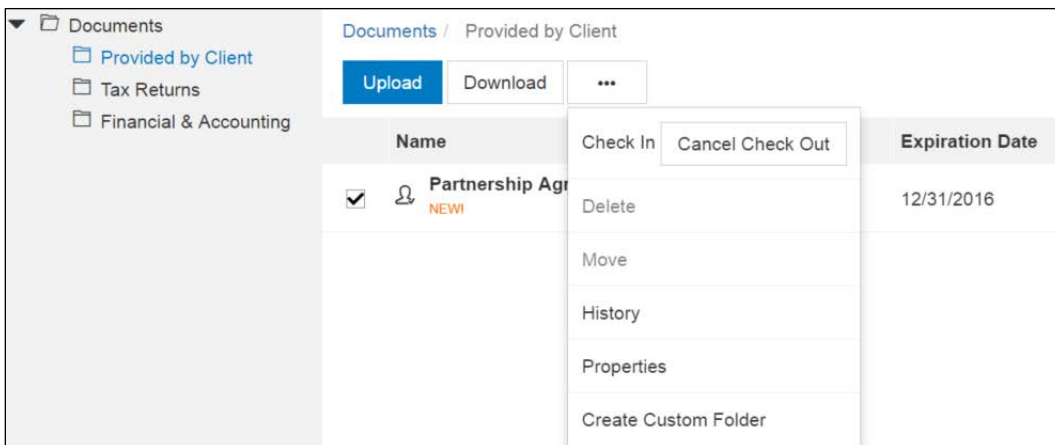 Documents
Provided by Client
Tax Returns
Financial & Accounting
Documents / Provided by Client
Upload Download •••
Name Expiration Date
Partnership Agr 12/31/2016
NEW!
Check In Cancel Check Out
Delete
Move
History
Properties
Create Custom Folder